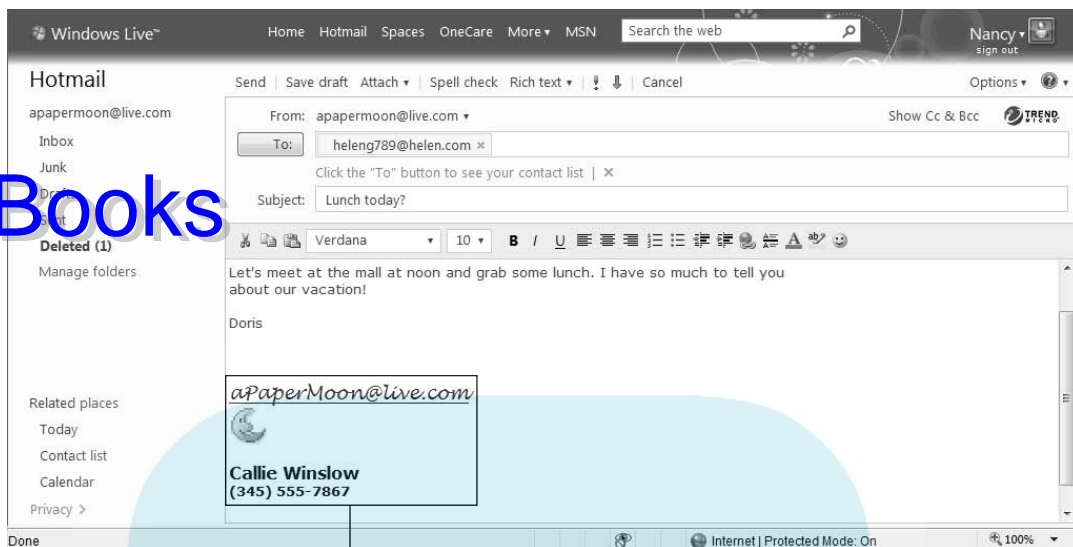 Windows Live™
Home Hotmail Spaces OneCare More MSN
Search the web
Nancy
sign out
Hotmail
Send | Save draft Attach | Spell check Rich text | Cancel
Options
apapermoon@live.com
From: apapermoon@live.com
Show Cc & Bcc
TREND
MICRO
Inbox
To: heleng789@helen.com ×
Junk
Click the "To" button to see your contact list | ×
Drafts
Subject: Lunch today?
Books
Sent
Deleted (1)
Verdana 10 B I U
Manage folders
Let's meet at the mall at noon and grab some lunch. I have so much to tell you
about our vacation!
Doris
aPaperMoon@live.com
Related places
Today
Contact list
Callie Winslow
Calendar
(345) 555-7867
Privacy >
Done
Internet | Protected Mode: On
100%